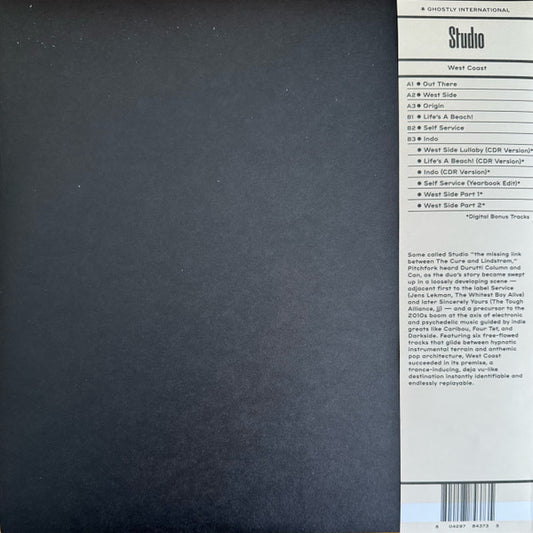 & GHOSTLY INTERNATIONAL
Studio
West Coast
A1 ● Out There
A2 ● West Side
A3 ● Origin
B1 ● Life's A Beach!
B2 ● Self Service
B3 ● Indo
● West Side Lullaby (CDR Version)*
● Life's A Beach! (CDR Version)*
● Indo (CDR Version)*
● Self Service (Yearbook Edit)*
● West Side Part 1*
● West Side Part 2*
*Digital Bonus Tracks
Some called Studio "the missing link
between The Cure and Lindstrøm,"
Pitchfork heard Durutti Column and
Can, as the duo's story became swept
up in a loosely developing scene —
adjacent first to the label Service
(Jens Lekman, The Whitest Boy Alive)
and later Sincerely Yours (The Tough
Alliance, jj) — and a precursor to the
2010s boom at the axis of electronic
and psychedelic music guided by indie
greats like Caribou, Four Tet, and
Darkside. Featuring six free-flowed
tracks that glide between hypnotic
instrumental terrain and anthemic
pop architecture, West Coast
succeeded in its premise, a
trance-inducing, deja vu-like
destination instantly identifiable and
endlessly replayable.
8 04297 84373 5